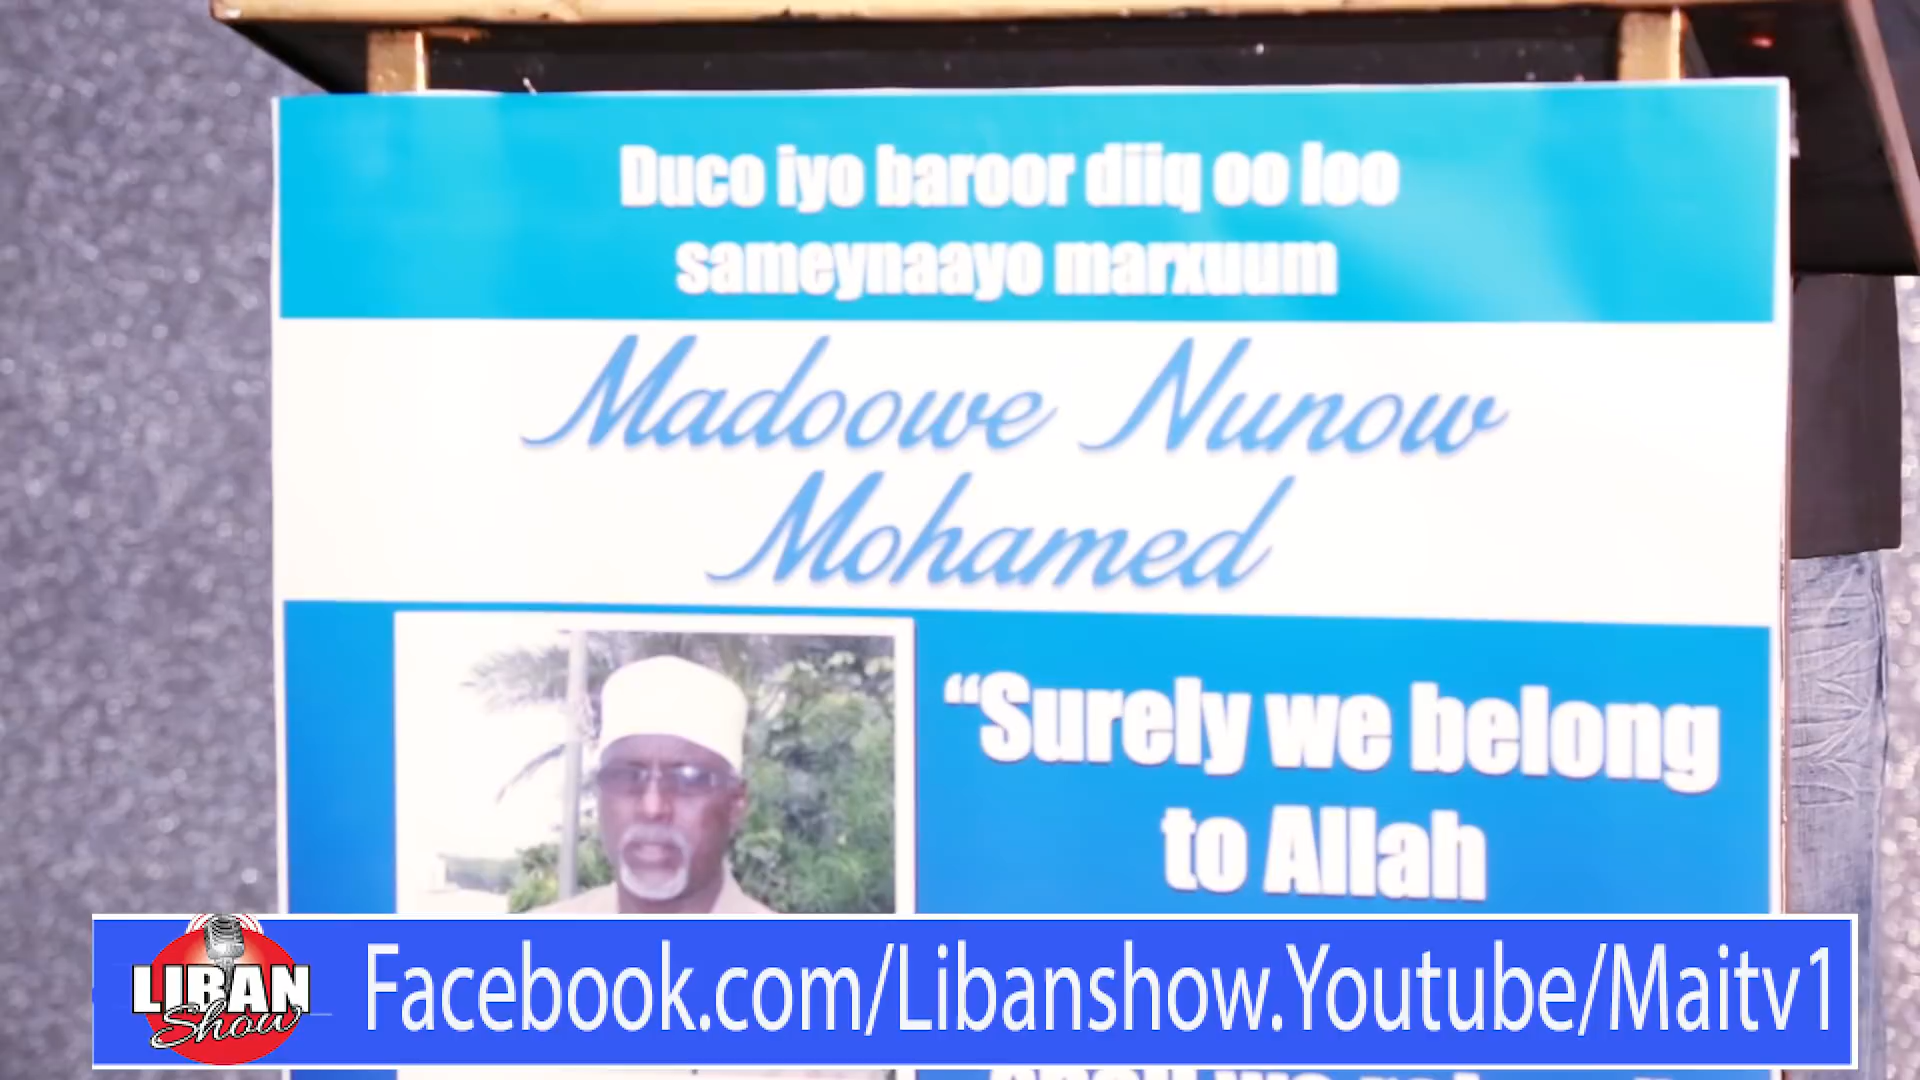 Duco iyo baroor diiq oo loo
sameynaayo marxuum
Madoowe Nunow
Mohamed
“Surely we belong
to Allah
LIBAN
Show
Facebook.com/Libanshow.Youtube/Maitv1